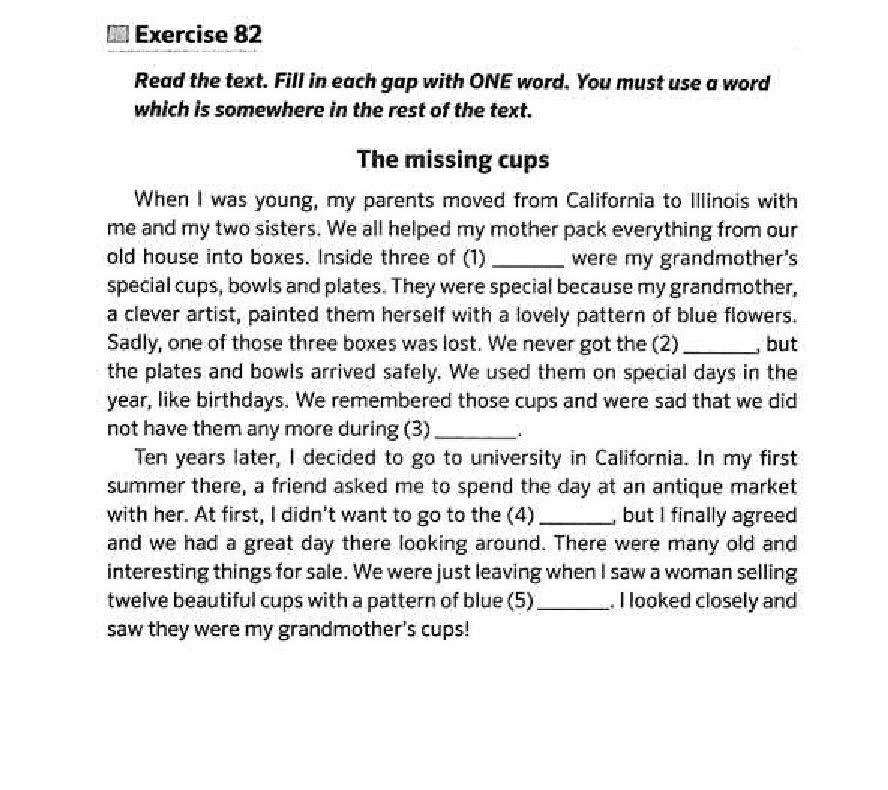 Exercise 82
Read the text. Fill in each gap with ONE word. You must use a word
which is somewhere in the rest of the text.
The missing cups
When I was young, my parents moved from California to Illinois with
me and my two sisters. We all helped my mother pack everything from our
old house into boxes. Inside three of (1) ______ were my grandmother's
special cups, bowls and plates. They were special because my grandmother,
a clever artist, painted them herself with a lovely pattern of blue flowers.
Sadly, one of those three boxes was lost. We never got the (2) ______, but
the plates and bowls arrived safely. We used them on special days in the
year, like birthdays. We remembered those cups and were sad that we did
not have them any more during (3) ______.
Ten years later, I decided to go to university in California. In my first
summer there, a friend asked me to spend the day at an antique market
with her. At first, I didn't want to go to the (4) ______, but I finally agreed
and we had a great day there looking around. There were many old and
interesting things for sale. We were just leaving when I saw a woman selling
twelve beautiful cups with a pattern of blue (5) ______. I looked closely and
saw they were my grandmother's cups!